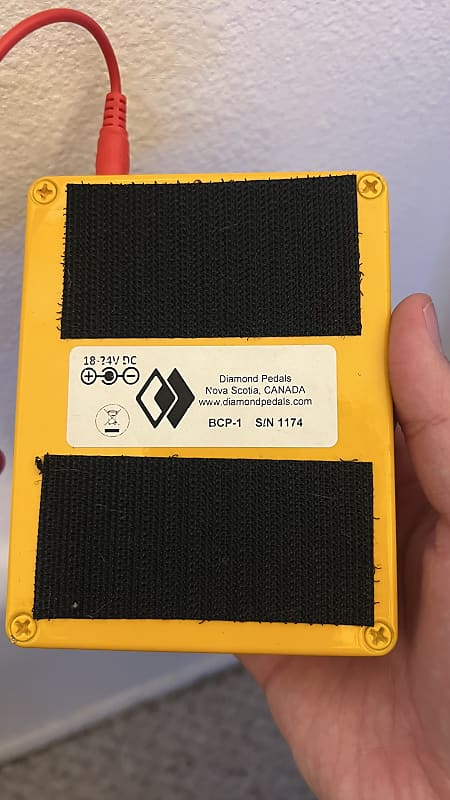 18-24V DC
Diamond Pedals
Nova Scotia, CANADA
www.diamondpedals.com
BCP-1 S/N 1174